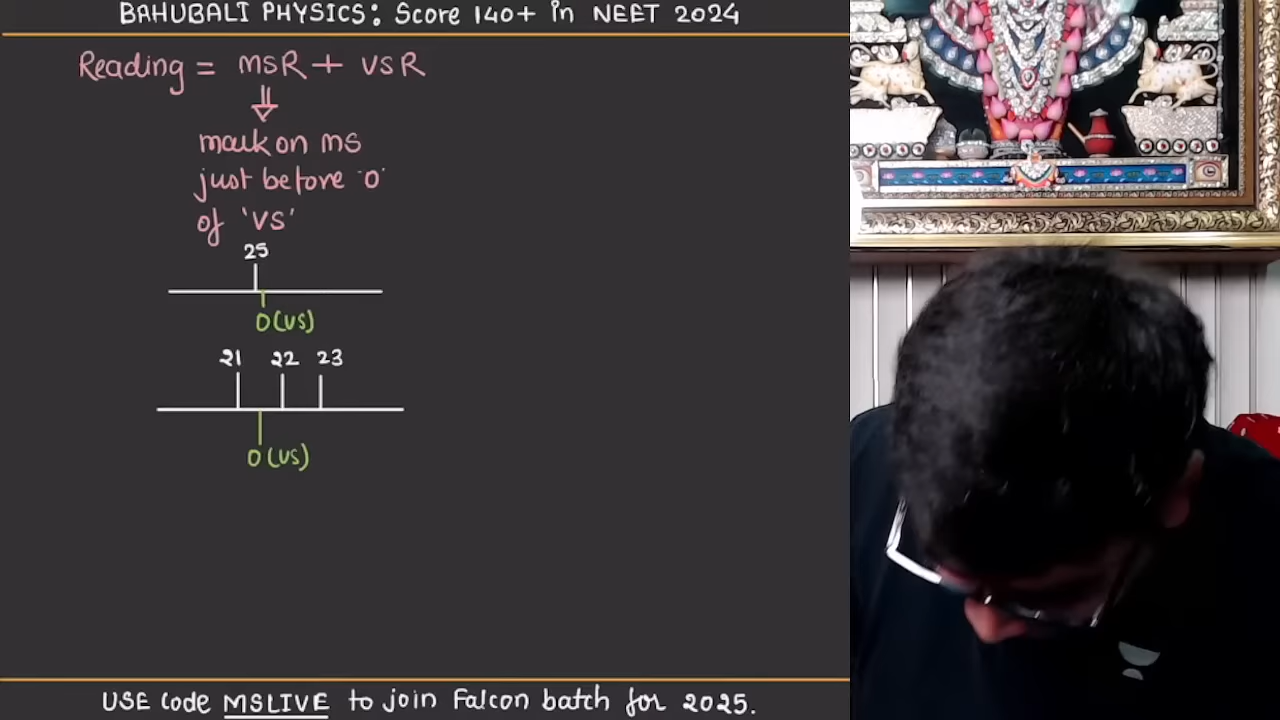 BAHUBALI PHYSICS: Score 140+ in NEET 2024
Reading = MSR + VSR
mark on MS
just before '0'
of 'VS'
25
0(VS)
21 22 23
0(VS)
USE Code MSLIVE to join Falcon batch for 2025.